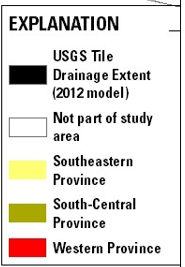 EXPLANATION
USGS Tile
Drainage Extent
(2012 model)
Not part of study
area
Southeastern
Province
South-Central
Province
Western Province